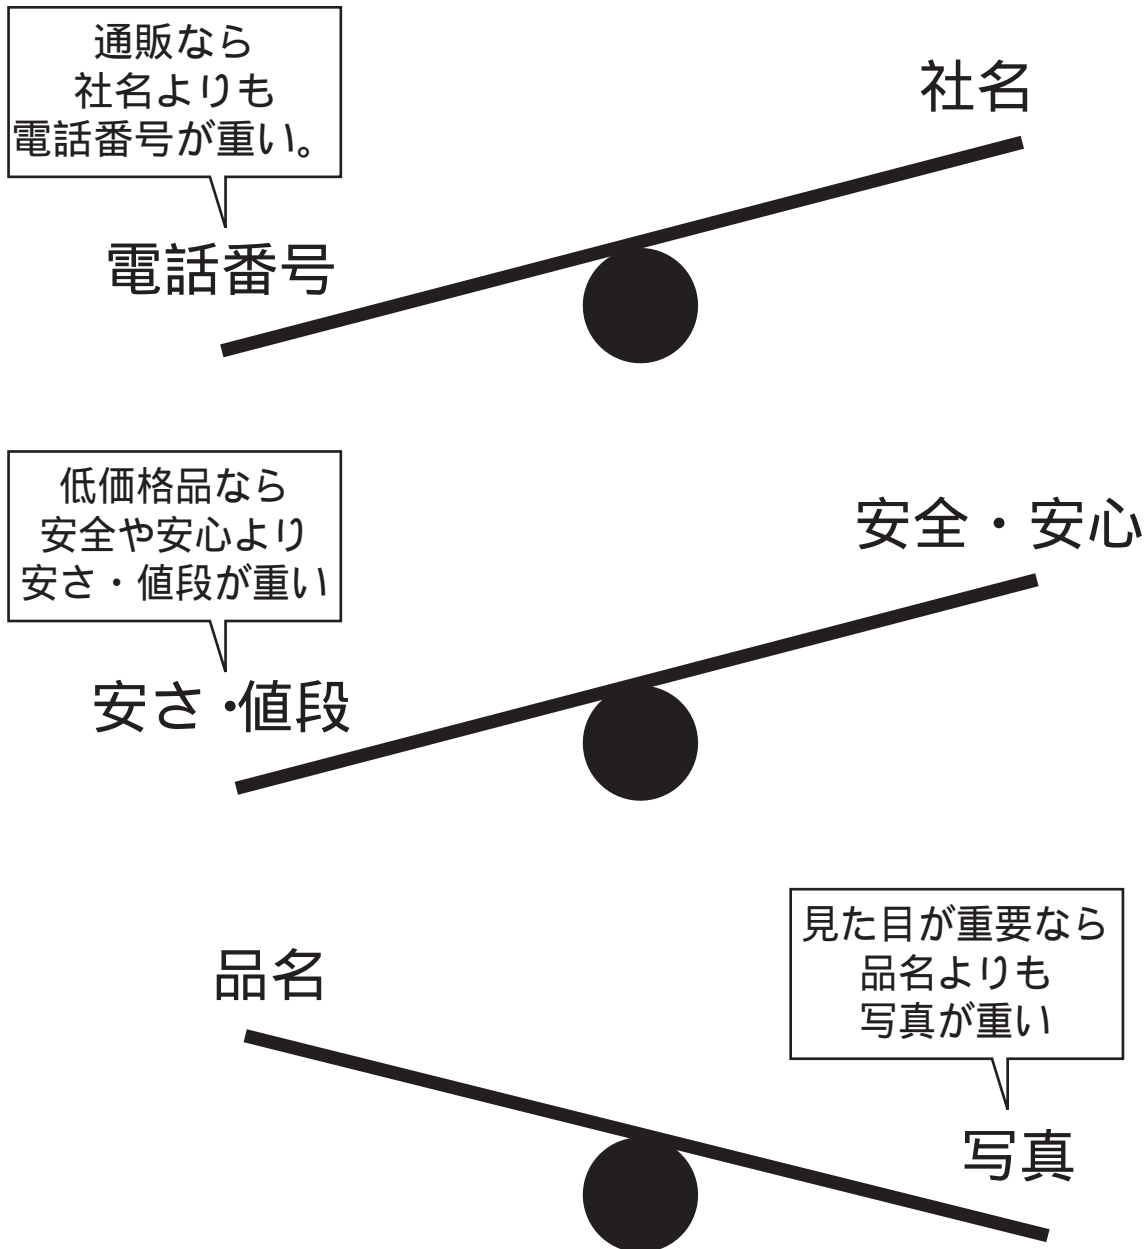 通販なら
社名よりも
電話番号が重い。
社名
電話番号
低価格品なら
安全や安心より
安さ・値段が重い
安全・安心
安さ・値段
見た目が重要なら
品名よりも
写真が重い
品名
写真